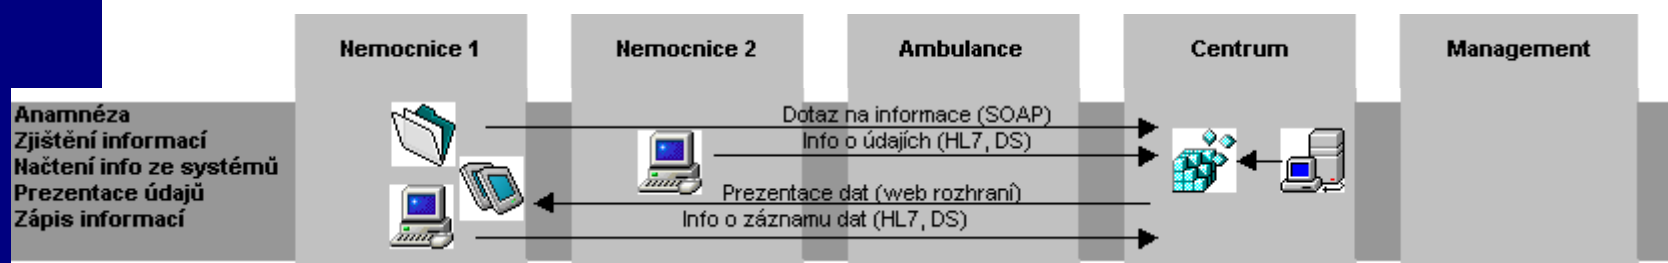 Nemocnice 1
Nemocnice 2
Ambulance
Centrum
Management
Anamnéza
Zjištění informací
Načtení info ze systémů
Prezentace údajů
Zápis informací
Dotaz na informace (SOAP)
Info o údajích (HL7, DS)
Prezentace dat (web rozhraní)
Info o záznamu dat (HL7, DS)